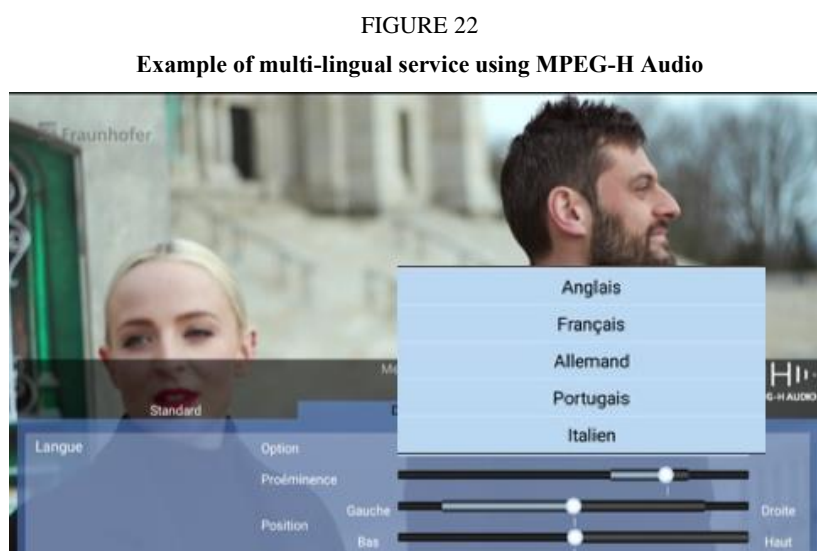 FIGURE 22
Example of multi-lingual service using MPEG-H Audio
Fraunhofer
Anglais
Français
Allemand
Portugais
Italien
Standard
G-H AUDIO
Langue
Option
Proéminence
Gauche
Droite
Position
Bas
Haut